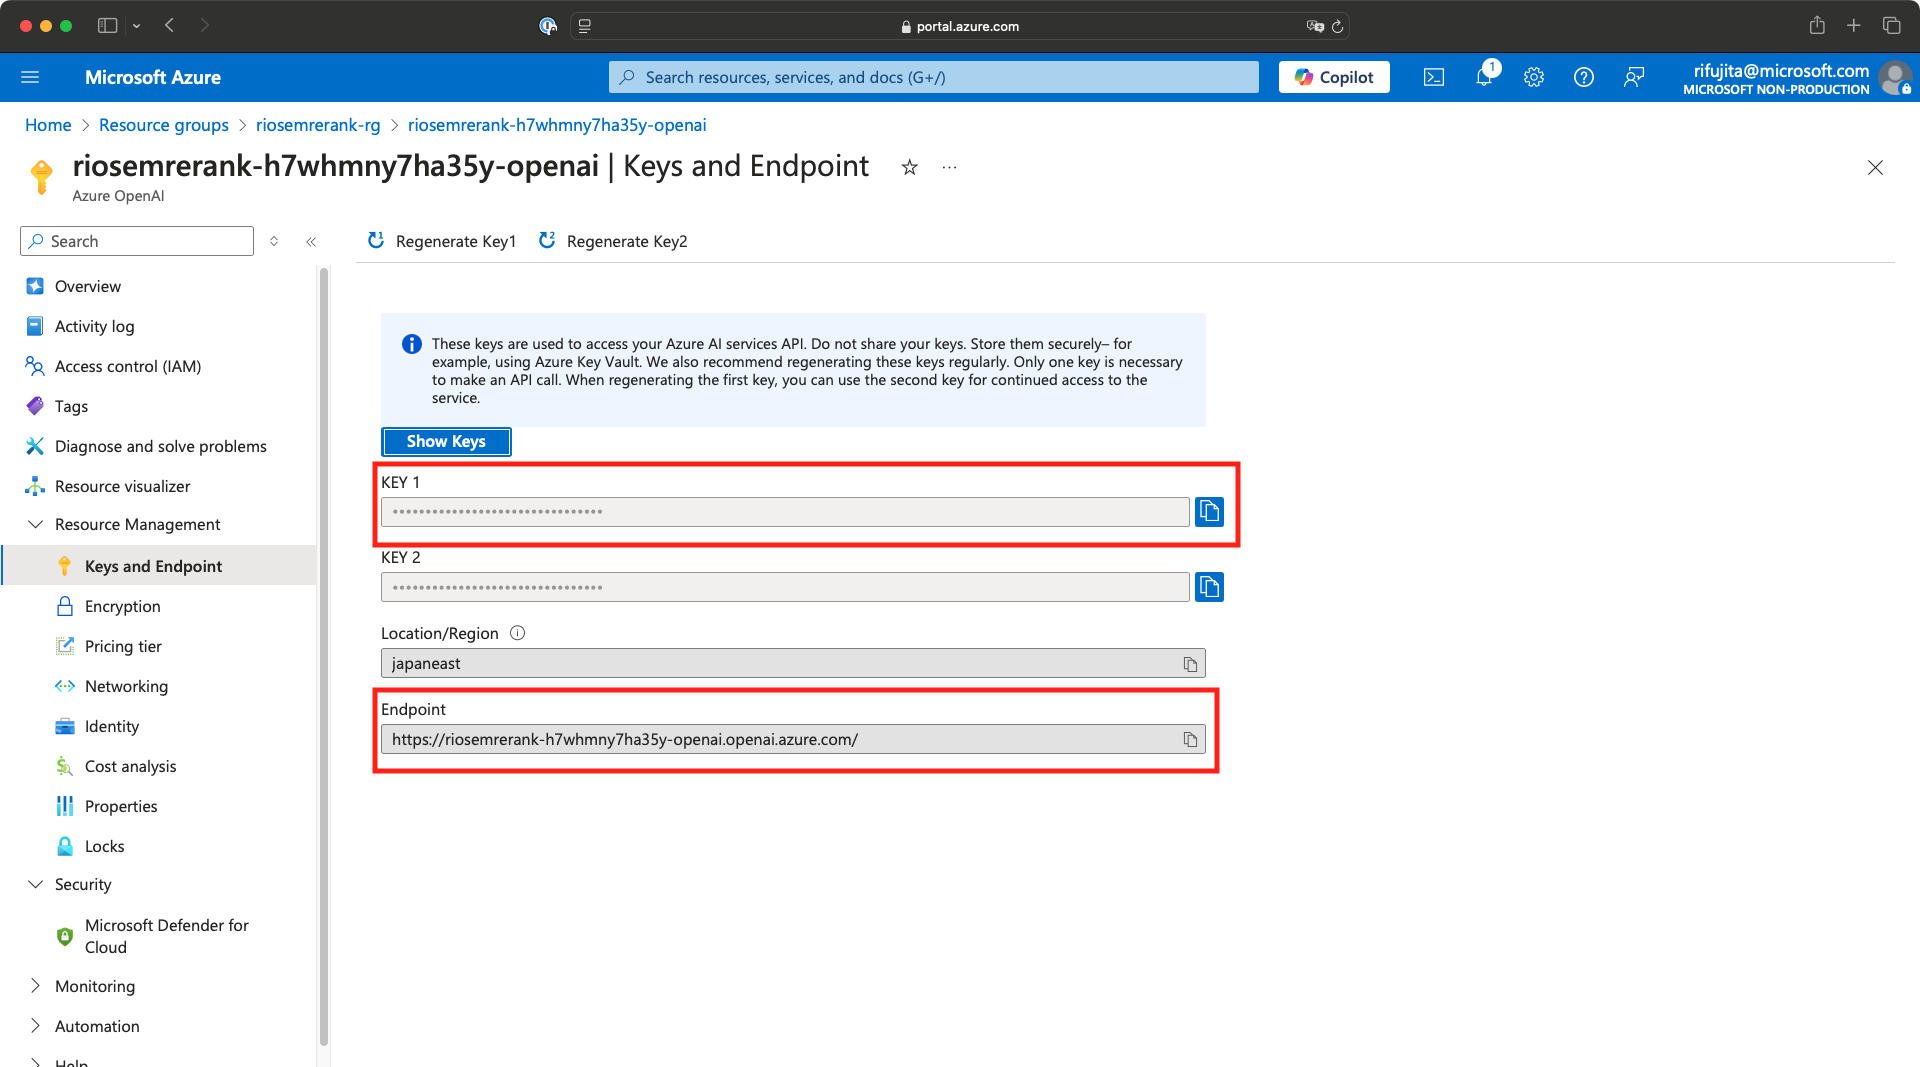 portal.azure.com
Microsoft Azure
Search resources, services, and docs (G+/)
Copilot
1
rifujita@microsoft.com
MICROSOFT NON-PRODUCTION
Home > Resource groups > riosemrerank-rg > riosemrerank-h7whmny7ha35y-openai
riosemrerank-h7whmny7ha35y-openai | Keys and Endpoint
Azure OpenAI
Search
Regenerate Key1
Regenerate Key2
Overview
Activity log
Access control (IAM)
Tags
Diagnose and solve problems
Resource visualizer
Resource Management
Keys and Endpoint
Encryption
Pricing tier
Networking
Identity
Cost analysis
Properties
Locks
Security
Microsoft Defender for
Cloud
Monitoring
Automation
Help
These keys are used to access your Azure AI services API. Do not share your keys. Store them securely– for
example, using Azure Key Vault. We also recommend regenerating these keys regularly. Only one key is necessary
to make an API call. When regenerating the first key, you can use the second key for continued access to the
service.
Show Keys
KEY 1
••••••••••••••••••••••••••••••••
KEY 2
••••••••••••••••••••••••••••••••
Location/Region
japaneast
Endpoint
https://riosemrerank-h7whmny7ha35y-openai.openai.azure.com/